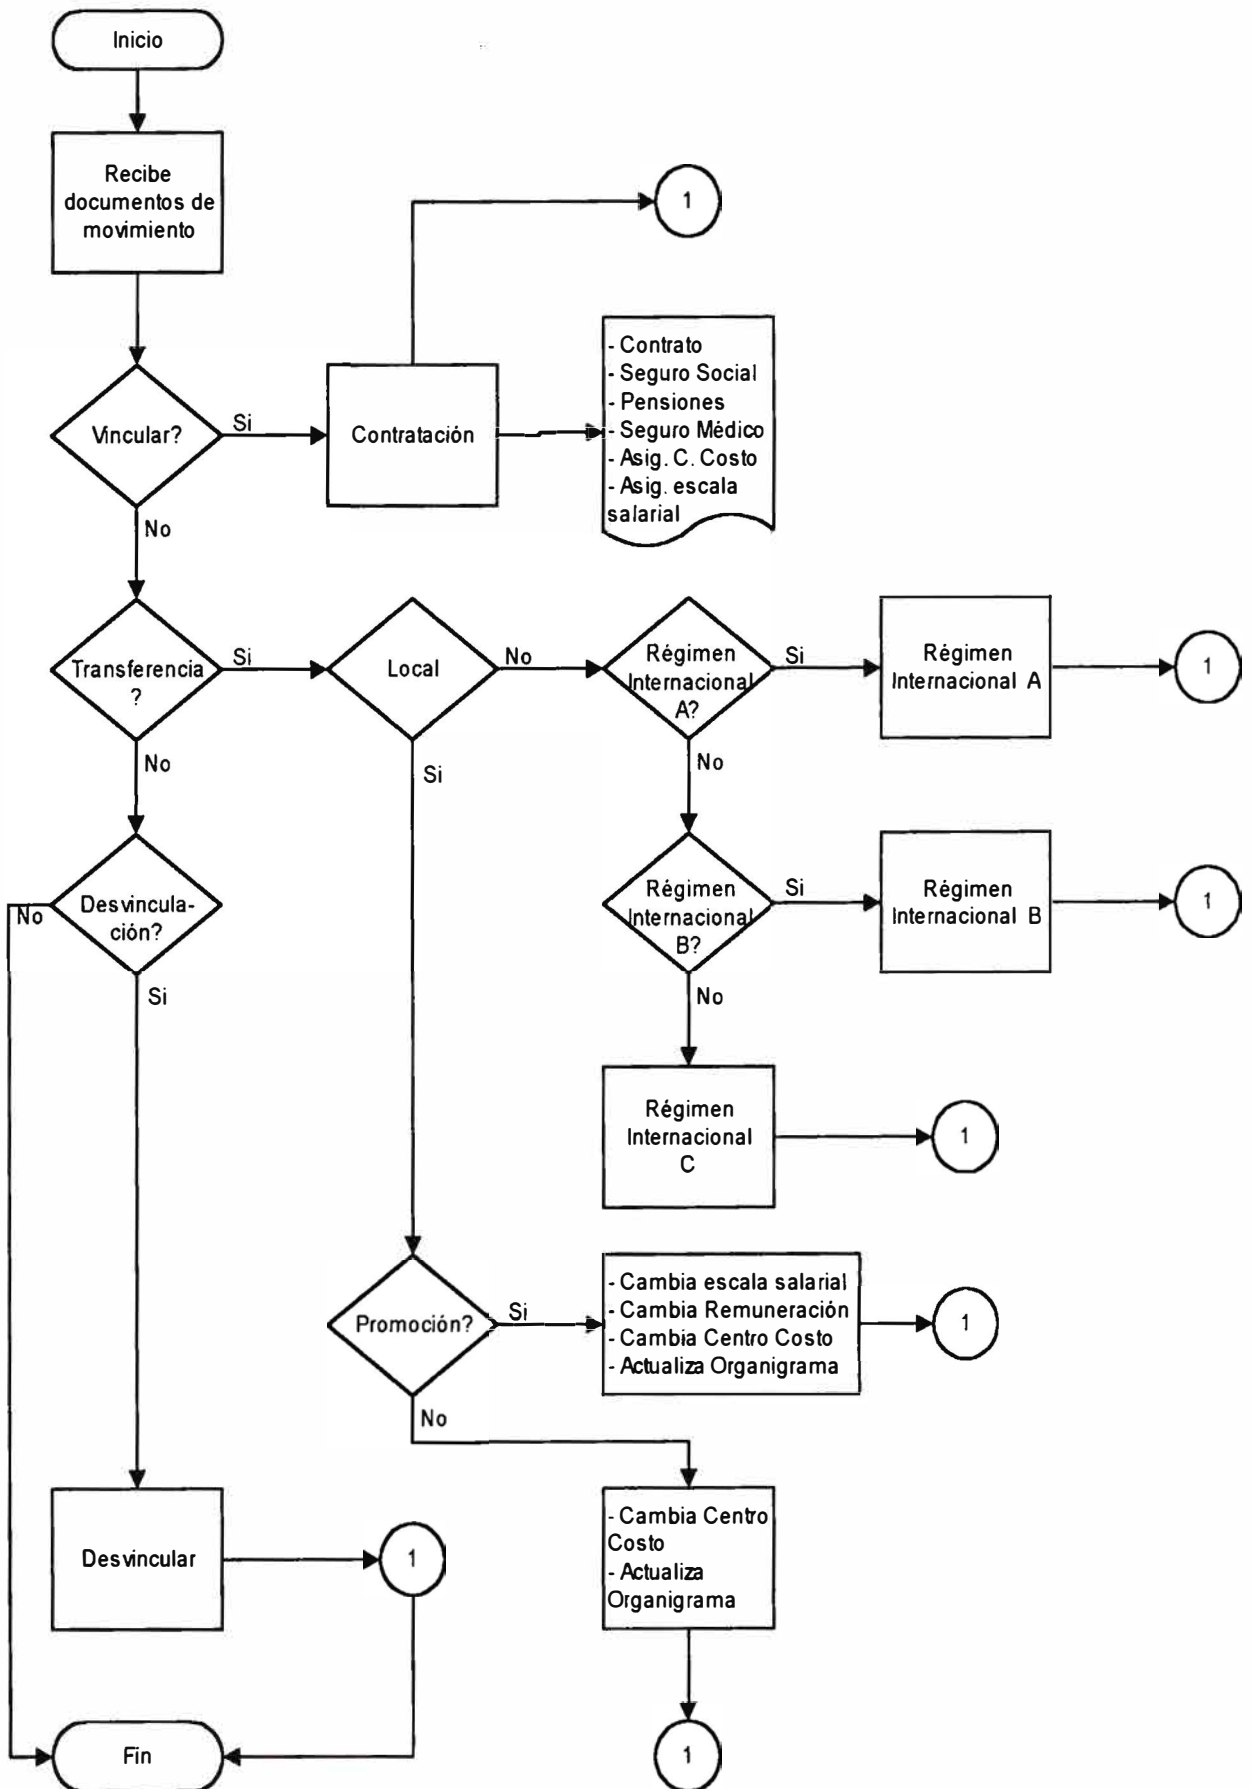 Inicio
Recibe
documentos de
movimiento
1
Vincular?
Si
Contratación
- Contrato
- Seguro Social
- Pensiones
- Seguro Médico
- Asig. C. Costo
- Asig. escala
salarial
No
Transferencia
?
Si
Local
No
Régimen
Internacional
A?
Si
Régimen
Internacional A
1
No
Si
No
Desvincula-
ción?
No
Régimen
Internacional
B?
Si
Régimen
Internacional B
1
Si
No
Régimen
Internacional
C
1
Promoción?
Si
- Cambia escala salarial
- Cambia Remuneración
- Cambia Centro Costo
- Actualiza Organigrama
1
No
Desvincular
1
- Cambia Centro
Costo
- Actualiza
Organigrama
Fin
1